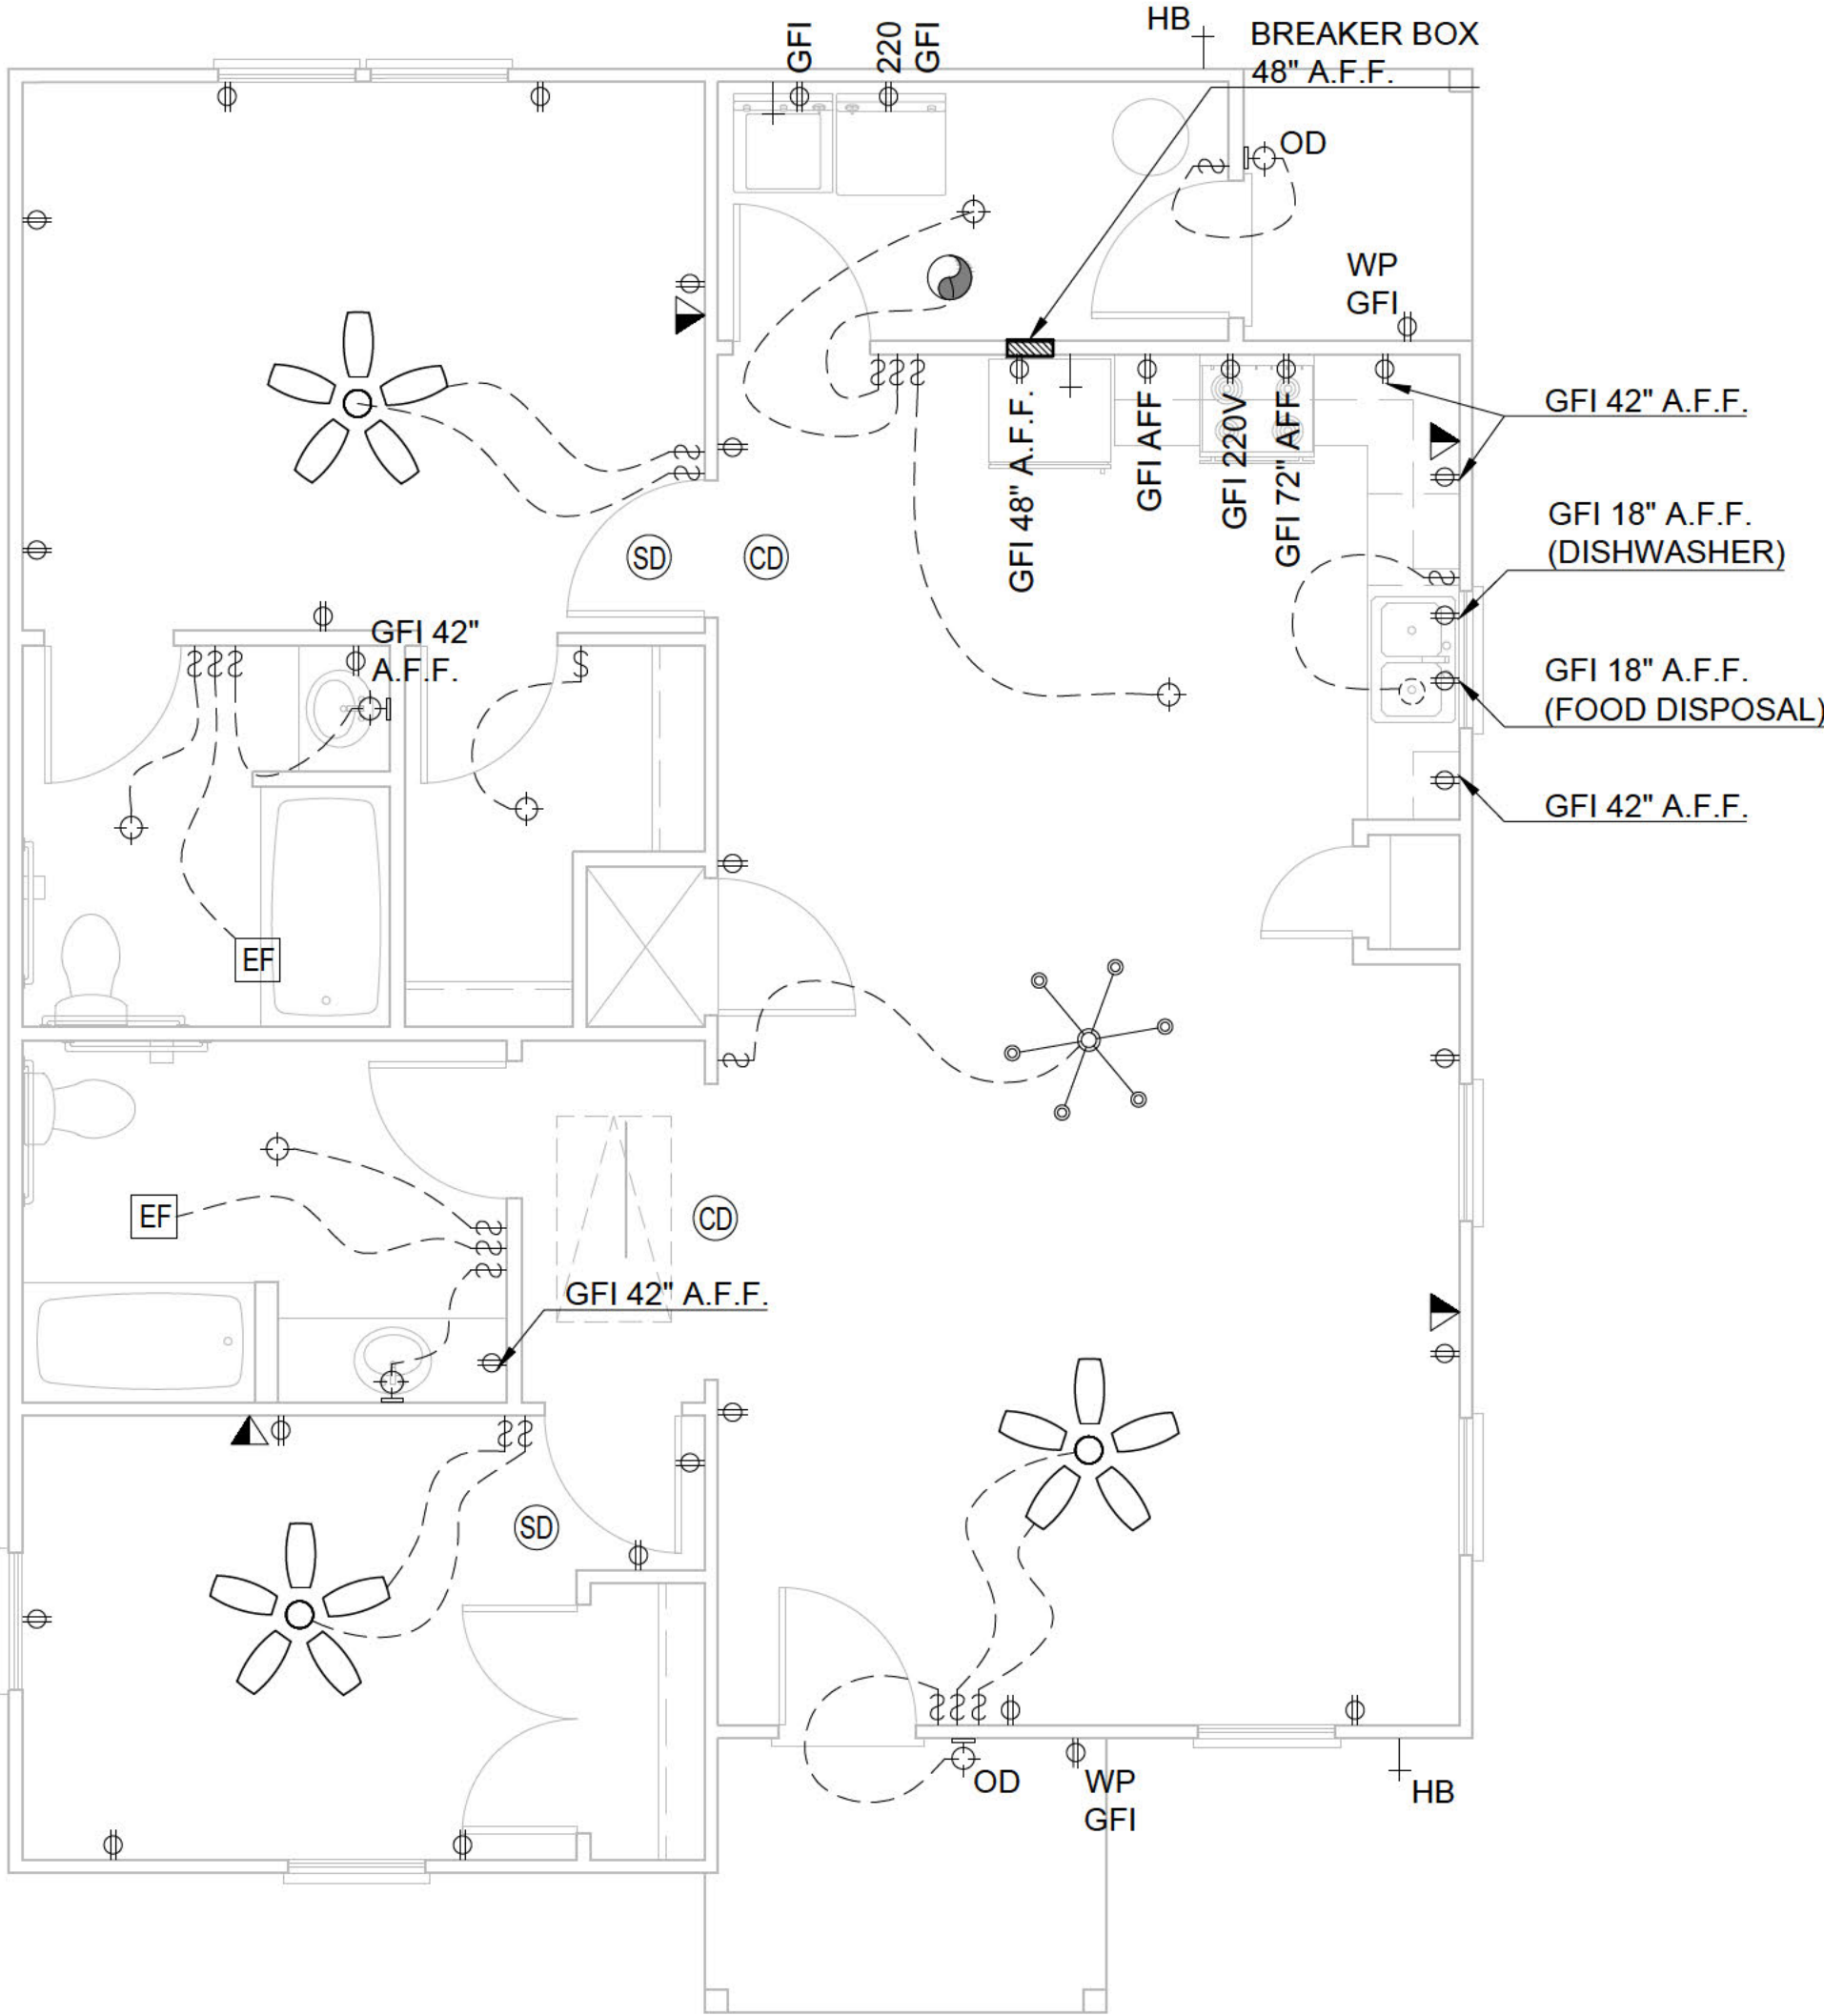 HB
BREAKER BOX
48" A.F.F.
GFI
220
GFI
OD
WP
GFI
GFI 48" A.F.F.
GFI AFF
GFI 220V
GFI 72" AFF
GFI 42" A.F.F.
GFI 18" A.F.F.
(DISHWASHER)
SD
CD
GFI 42"
A.F.F.
GFI 18" A.F.F.
(FOOD DISPOSAL)
GFI 42" A.F.F.
EF
EF
CD
GFI 42" A.F.F.
SD
OD
WP
GFI
HB